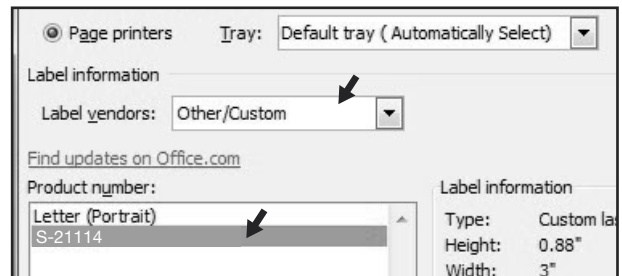 Page printers Tray: Default tray ( Automatically Select)
Label information
Label vendors: Other/Custom
Find updates on Office.com
Product number: Label information
Letter (Portrait) Type: Custom
S-21114
Height: 0.88"
Width: 3"